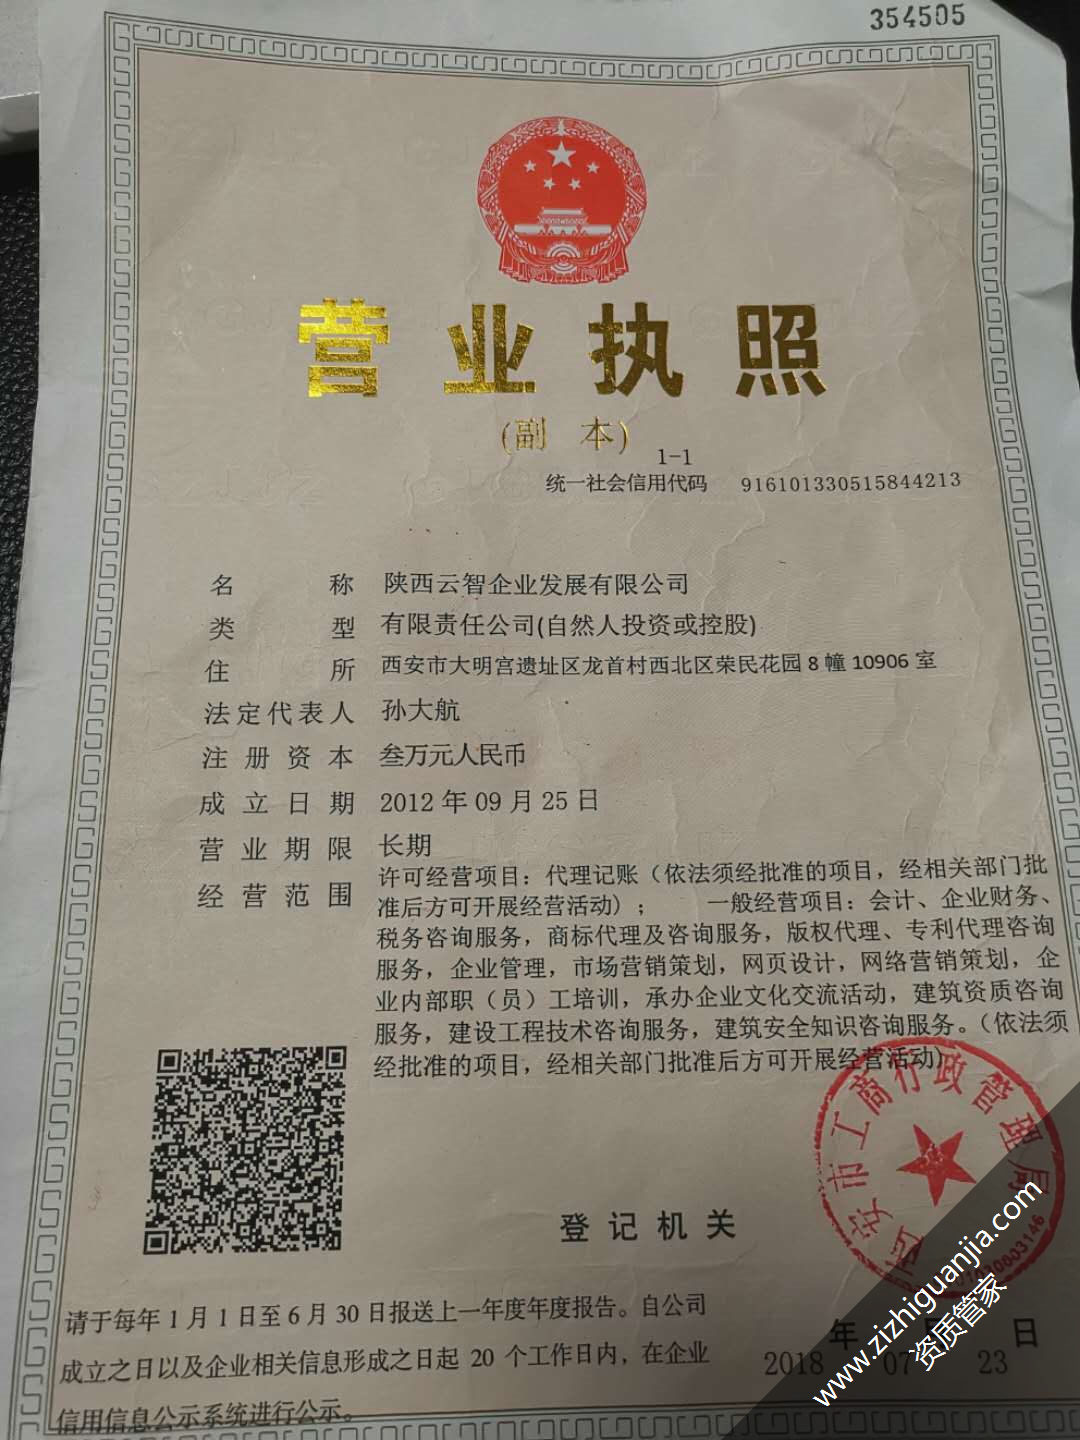 354505
营业执照
(副 本)
1-1
统一社会信用代码 916101330515844213
名 称 陕西云智企业发展有限公司
类 型 有限责任公司(自然人投资或控股)
住 所 西安市大明宫遗址区龙首村西北区荣民花园8幢10906室
法定代表人 孙大航
注册资本 叁万元人民币
成立日期 2012年09月25日
营业期限 长期
经营范围 许可经营项目：代理记账（依法须经批准的项目，经相关部门批
准后方可开展经营活动）； 一般经营项目：会计、企业财务、
税务咨询服务，商标代理及咨询服务，版权代理、专利代理咨询
服务，企业管理，市场营销策划，网页设计，网络营销策划，企
业内部职（员）工培训，承办企业文化交流活动，建筑资质咨询
服务，建设工程技术咨询服务，建筑安全知识咨询服务。（依法须
经批准的项目，经相关部门批准后方可开展经营活动）
西安市工商行政管理局
登记机关
请于每年1月1日至6月30日报送上一年度年度报告。自公司
成立之日以及企业相关信息形成之日起20个工作日内，在企业
信用信息公示系统进行公示。
年 月 日
2018 07 23
www.zizhiguanjia.com
资质管家